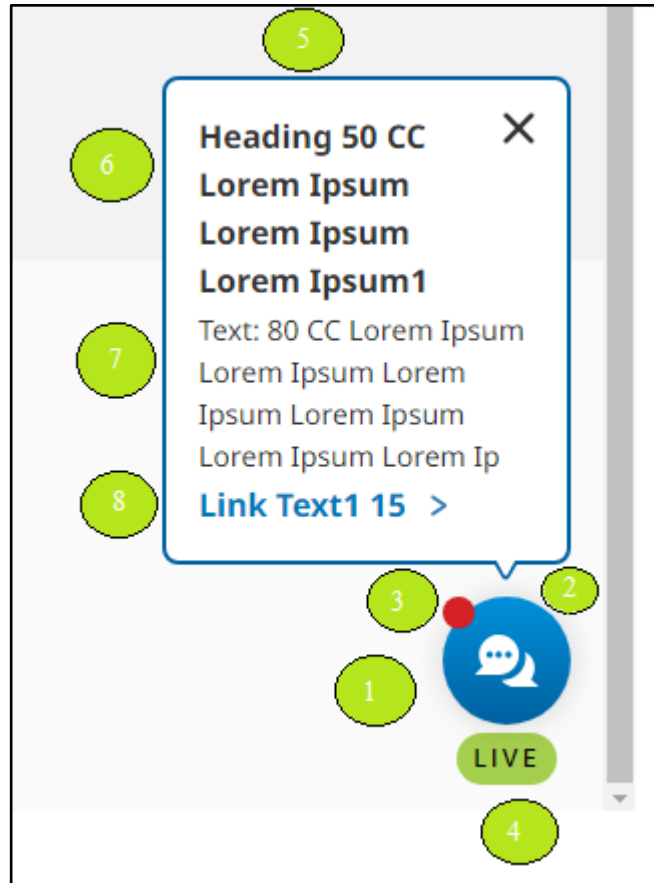 5
Heading 50 CC
Lorem Ipsum
Lorem Ipsum
Lorem Ipsum1
6
Text: 80 CC Lorem Ipsum
Lorem Ipsum Lorem
Ipsum Lorem Ipsum
Lorem Ipsum Lorem Ip
7
Link Text1 15 >
8
2
3
1
LIVE
4